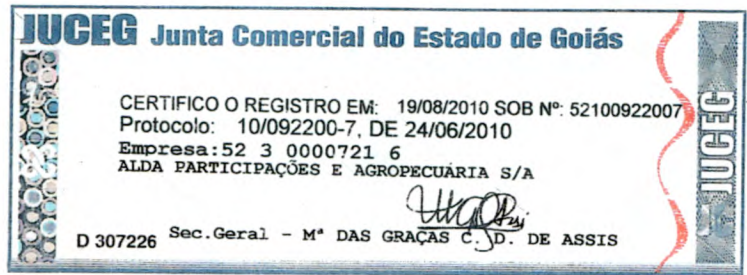 JUCEG Junta Comercial do Estado de Goiás
CERTIFICO O REGISTRO EM: 19/08/2010 SOB Nº: 52100922007
Protocolo: 10/092200-7, DE 24/06/2010
Empresa:52 3 0000721 6
ALDA PARTICIPAÇÕES E AGROPECUÁRIA S/A
D 307226 Sec.Geral - Mª DAS GRAÇAS C. D. DE ASSIS
JUCEG